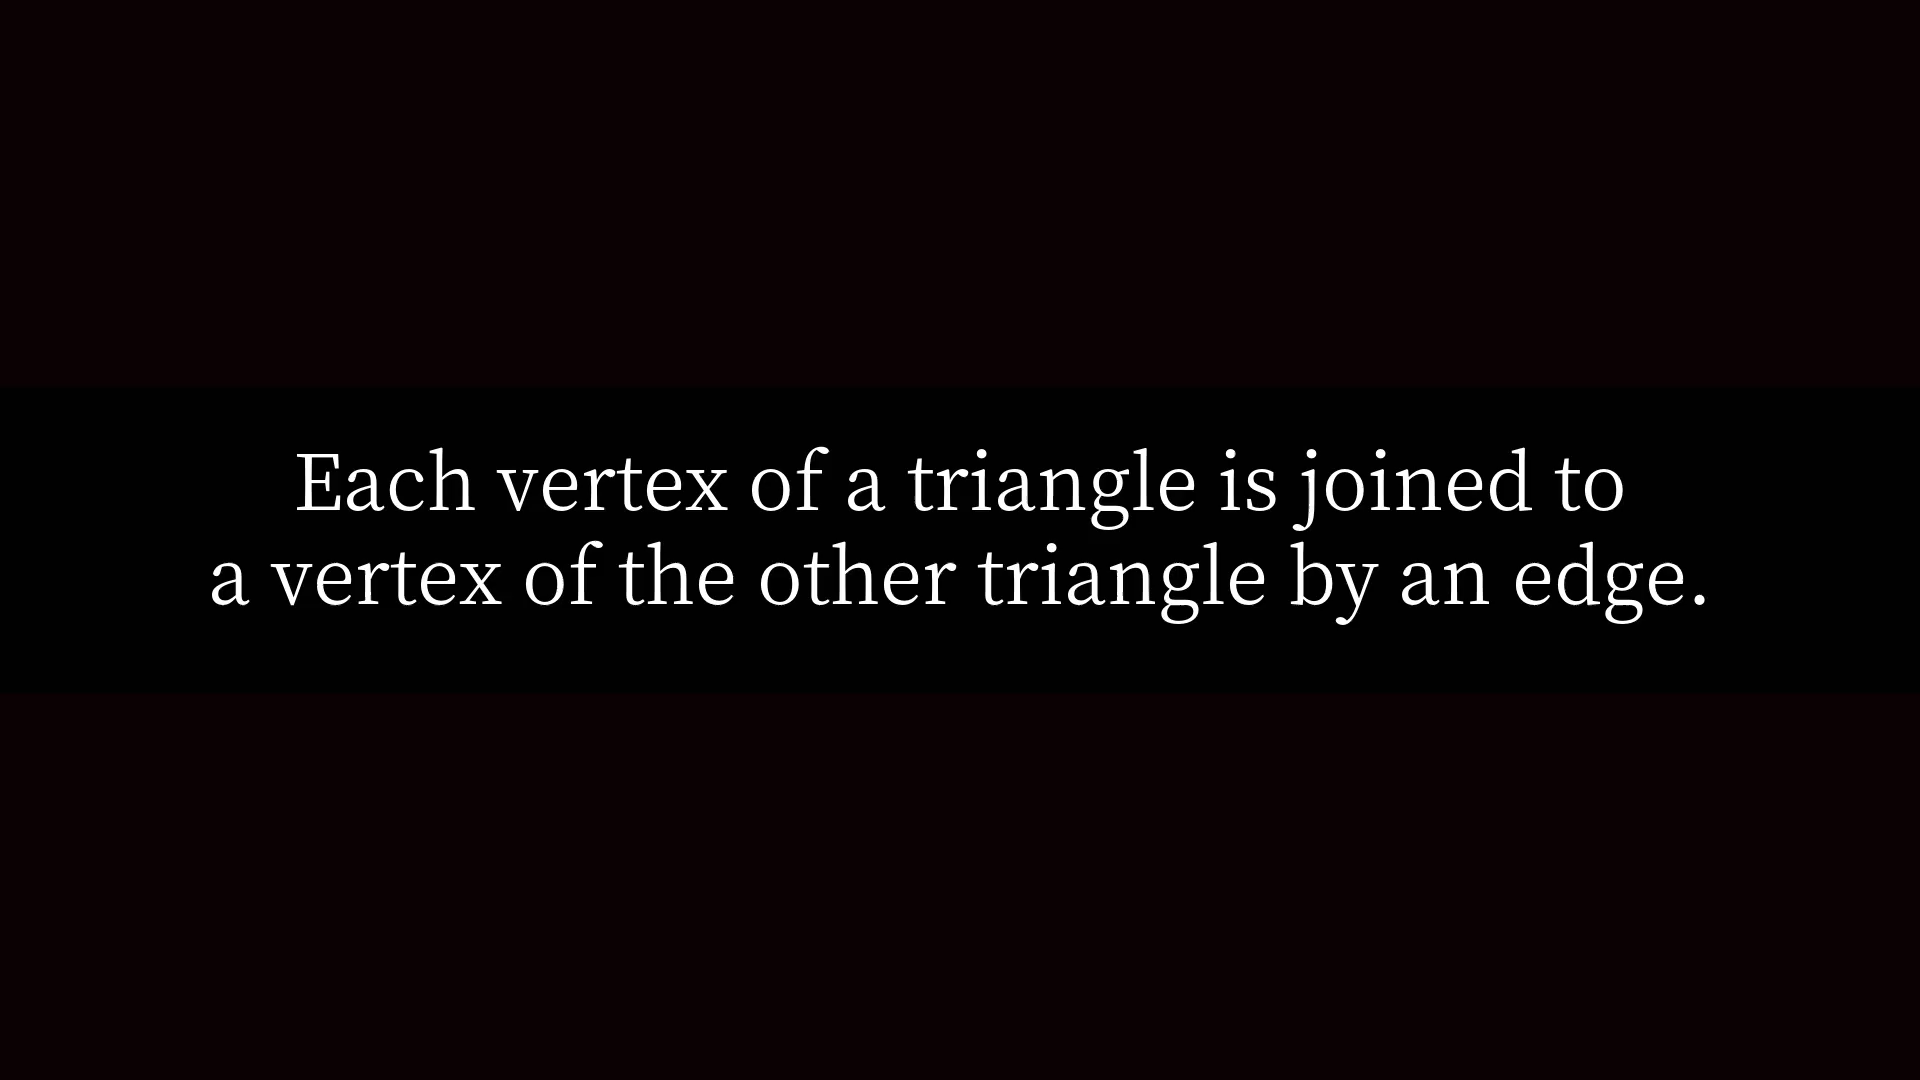 Each vertex of a triangle is joined to
a vertex of the other triangle by an edge.